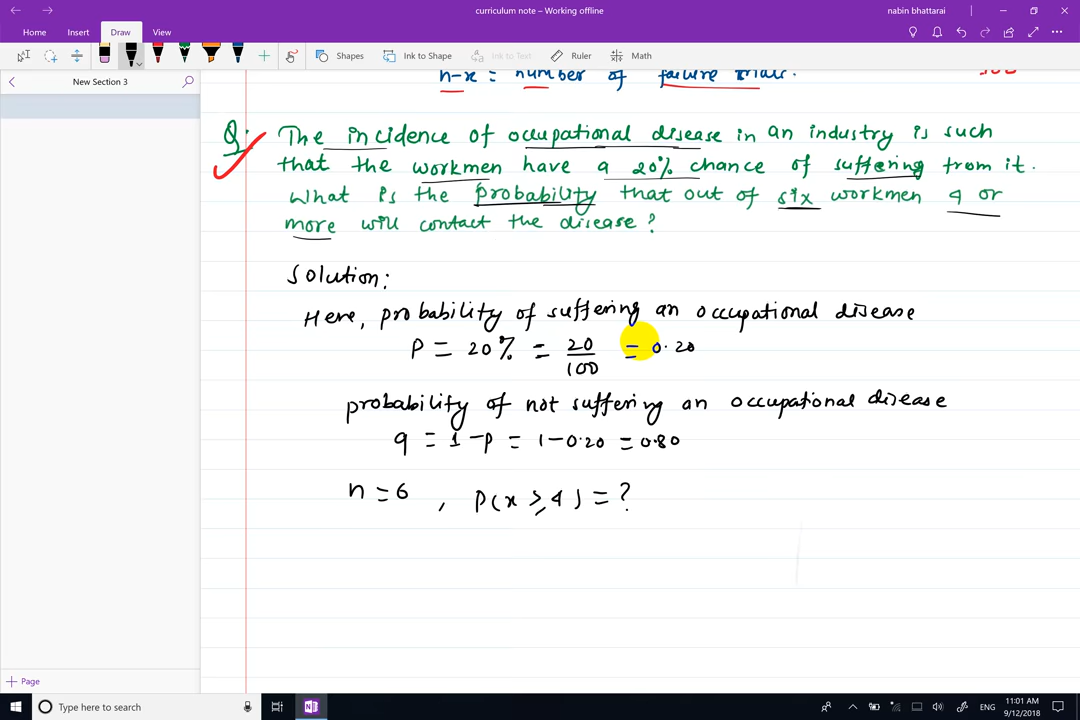 curriculum note – Working offline
nabin bhattarai
Home Insert Draw View
Shapes Ink to Shape Ink to Text Ruler Math
New Section 3
n-x = number of failure trials.
Q: The incidence of occupational disease in an industry is such
that the workmen have a 20% chance of suffering from it.
What is the probability that out of six workmen 4 or
more will contact the disease?
Solution:
Here, probability of suffering an occupational disease
P = 20% = 20/100 = 0.20
probability of not suffering an occupational disease
q = 1-p = 1-0.20 = 0.80
n = 6 , p(x ≥ 4) = ?
+ Page
Type here to search
ENG
11:01 AM
9/12/2018